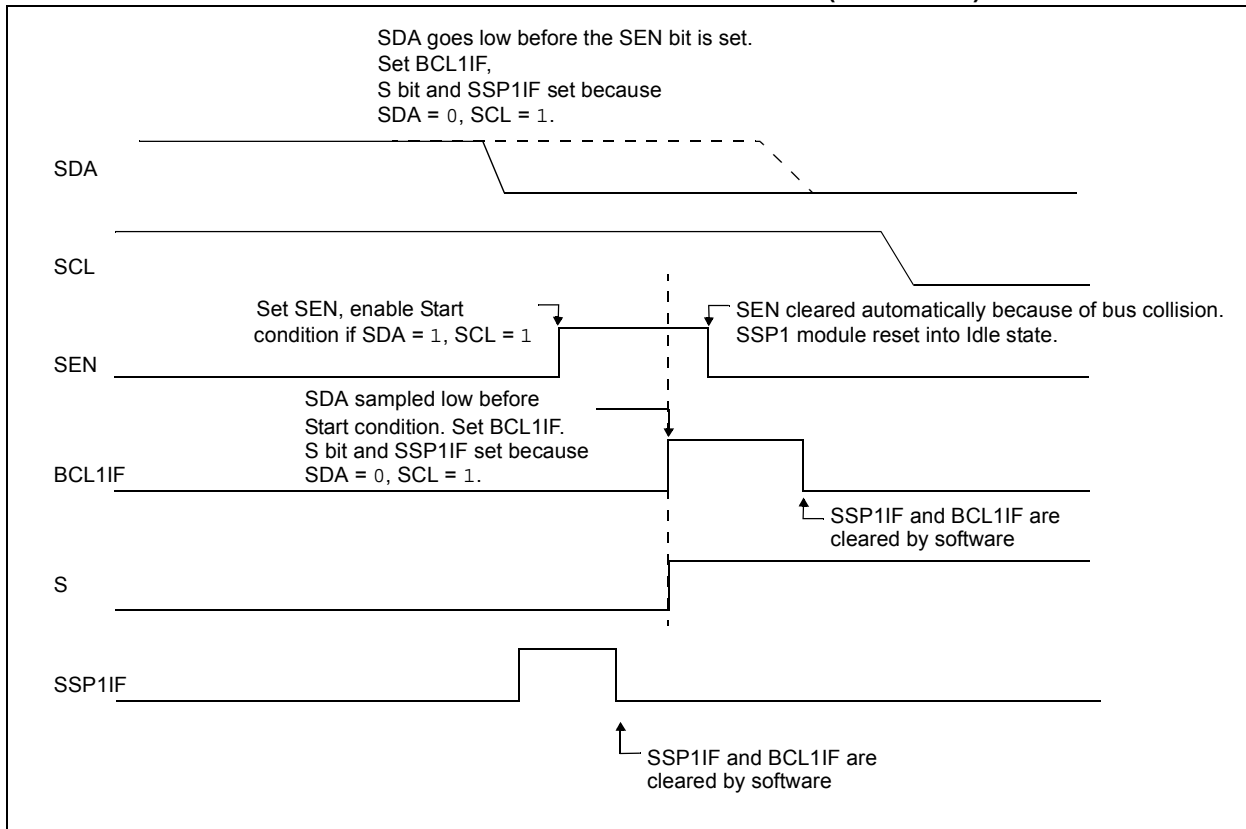 SDA goes low before the SEN bit is set.
Set BCL1IF,
S bit and SSP1IF set because
SDA = 0, SCL = 1.
SDA
SCL
Set SEN, enable Start
condition if SDA = 1, SCL = 1
SEN cleared automatically because of bus collision.
SSP1 module reset into Idle state.
SEN
SDA sampled low before
Start condition. Set BCL1IF.
S bit and SSP1IF set because
SDA = 0, SCL = 1.
BCL1IF
SSP1IF and BCL1IF are
cleared by software
S
SSP1IF
SSP1IF and BCL1IF are
cleared by software